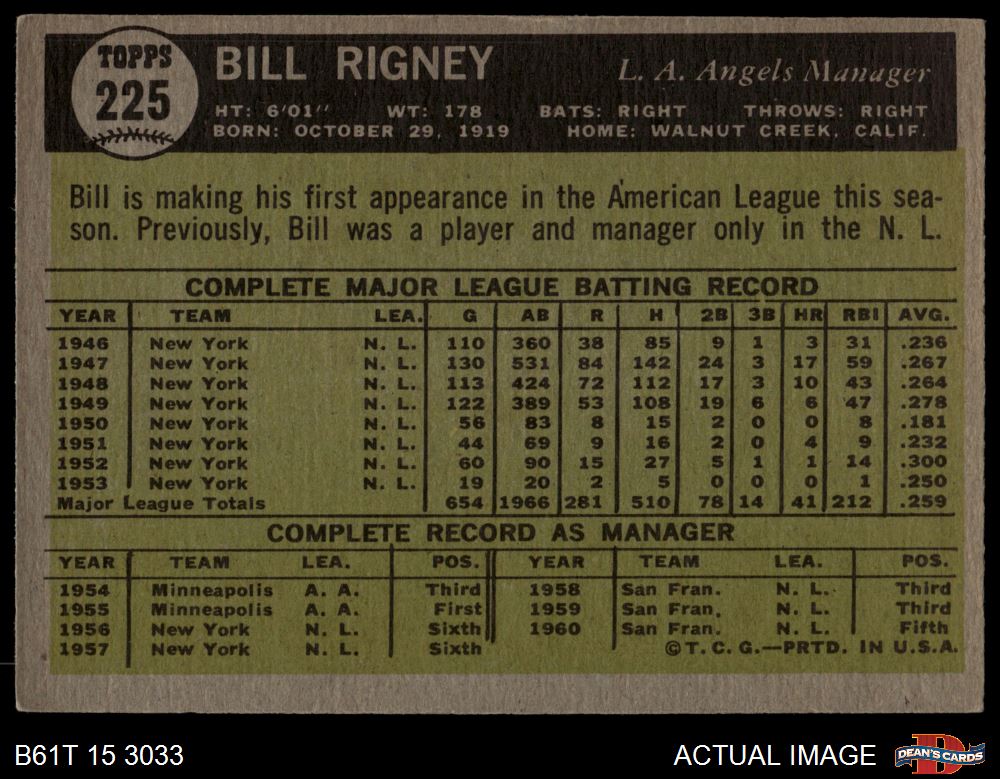 TOPPS
225
BILL RIGNEY
L. A. Angels Manager
HT: 6'01" WT: 178 BATS: RIGHT THROWS: RIGHT
BORN: OCTOBER 29, 1919 HOME: WALNUT CREEK, CALIF.
Bill is making his first appearance in the American League this sea-
son. Previously, Bill was a player and manager only in the N. L.
COMPLETE MAJOR LEAGUE BATTING RECORD
YEAR TEAM LEA. G AB R H 2B 3B HR RBI AVG.
1946 New York N. L. 110 360 38 85 9 1 3 31 .236
1947 New York N. L. 130 531 84 142 24 3 17 59 .267
1948 New York N. L. 113 424 72 112 17 3 10 43 .264
1949 New York N. L. 122 389 53 108 19 6 6 47 .278
1950 New York N. L. 56 83 8 15 2 0 0 8 .181
1951 New York N. L. 44 69 9 16 2 0 4 9 .232
1952 New York N. L. 60 90 15 27 5 1 1 14 .300
1953 New York N. L. 19 20 2 5 0 0 0 1 .250
Major League Totals 654 1966 281 510 78 14 41 212 .259
COMPLETE RECORD AS MANAGER
YEAR TEAM LEA. POS. YEAR TEAM LEA. POS.
1954 Minneapolis A. A. Third 1958 San Fran. N. L. Third
1955 Minneapolis A. A. First 1959 San Fran. N. L. Third
1956 New York N. L. Sixth 1960 San Fran. N. L. Fifth
1957 New York N. L. Sixth ©T. C. G.—PRTD. IN U.S.A.
B61T 15 3033
ACTUAL IMAGE
DEAN'S CARDS